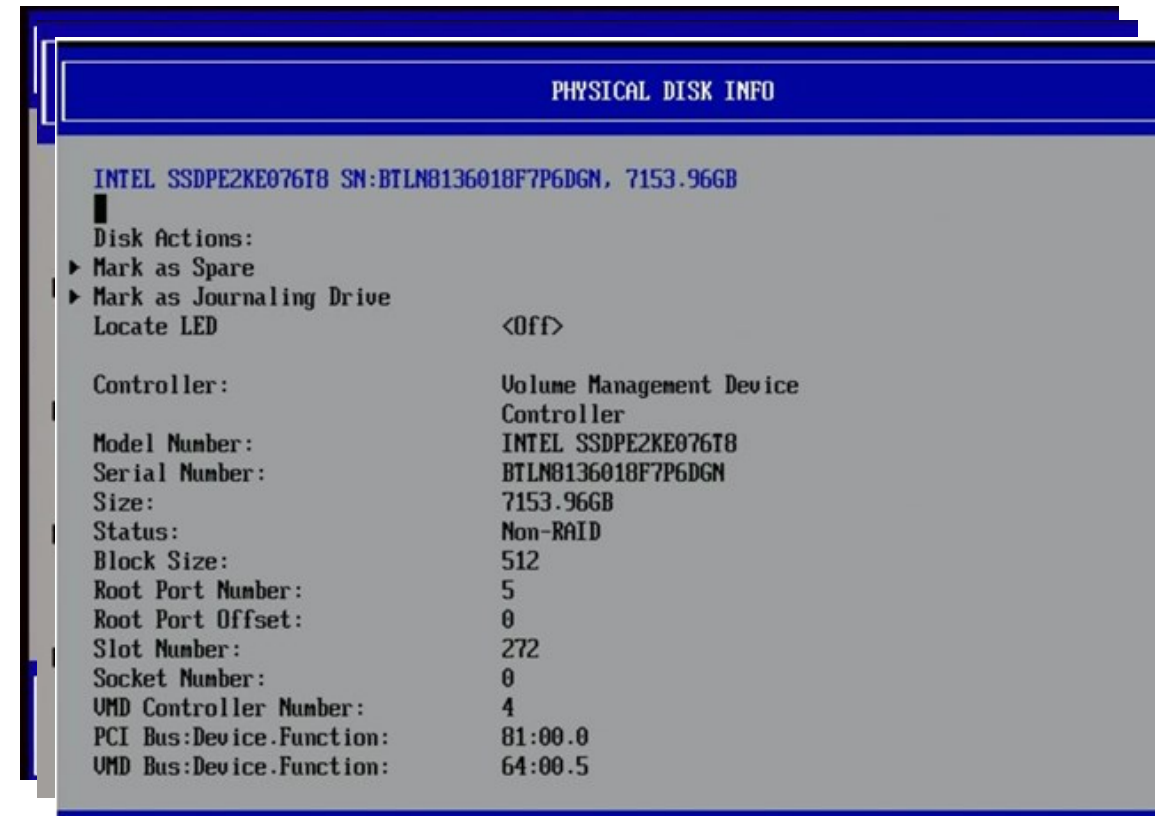 PHYSICAL DISK INFO
INTEL SSDPE2KE076T8 SN:BTLN8136018F7P6DGN, 7153.96GB
Disk Actions:
Mark as Spare
Mark as Journaling Drive
Locate LED <Off>
Controller: Volume Management Device
Controller
Model Number: INTEL SSDPE2KE076T8
Serial Number: BTLN8136018F7P6DGN
Size: 7153.96GB
Status: Non-RAID
Block Size: 512
Root Port Number: 5
Root Port Offset: 0
Slot Number: 272
Socket Number: 0
VMD Controller Number: 4
PCI Bus:Device.Function: 81:00.0
VMD Bus:Device.Function: 64:00.5